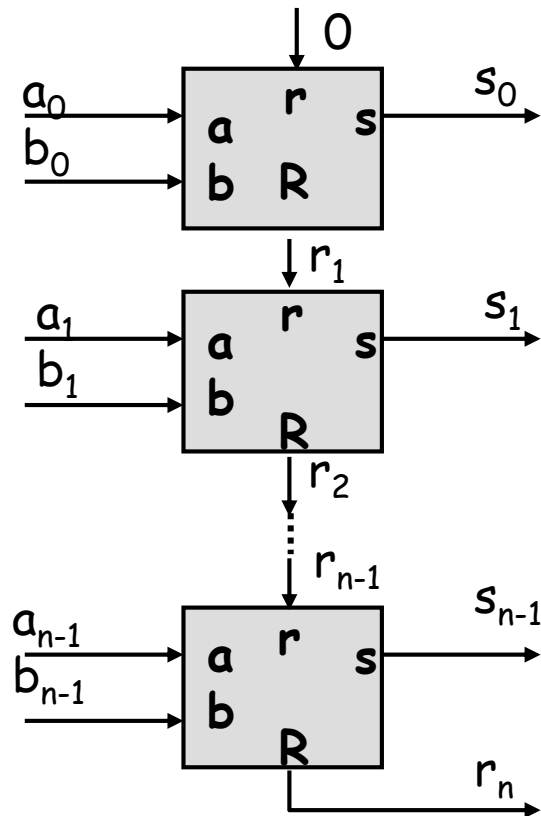 0
a₀ r s₀
a s
b₀
b R
r₁
a₁ r s₁
a s
b₁
b
R
r₂
rₙ₋₁
aₙ₋₁ r sₙ₋₁
a s
bₙ₋₁
b
R
rₙ